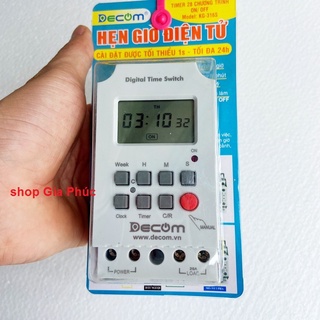 DECOM
TIMER 28 CHƯƠNG TRÌNH
ON/ OFF
HẸN GIỜ ĐIỆN TỬ
CÀI ĐẶT ĐƯỢC TỐI THIỂU 1s - TỐI ĐA 24h
Digital Time Switch
03:10 32
ON
ON
Week H M S
Clock Timer C/R
MANUAL
DECOM
www.decom.vn
POWER
LOAD
shop Gia Phúc